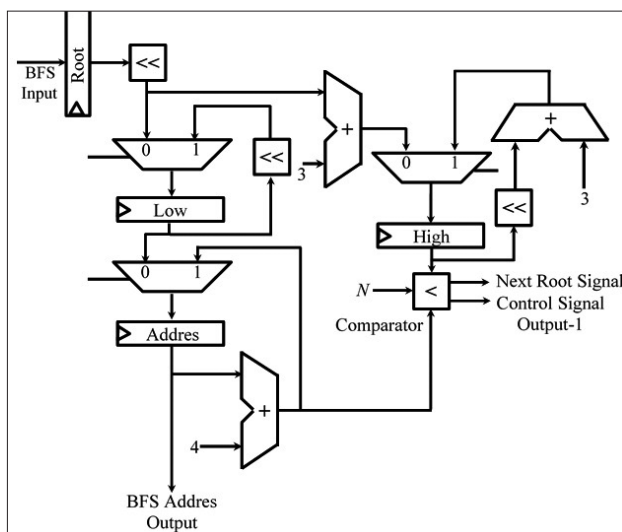 Root
BFS
Input
<<
0 1
<<
Low
0 1
Addres
+
4
BFS Addres
Output
+
3
0 1
High
<<
+
3
N
<
Comparator
Next Root Signal
Control Signal
Output-1